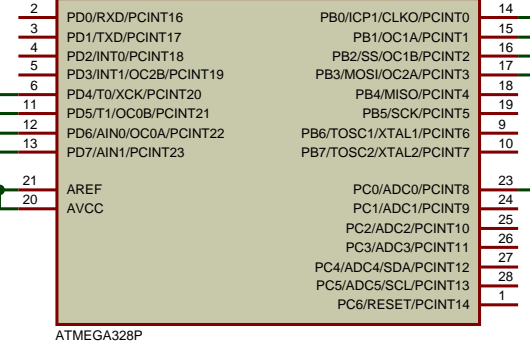 2 PD0/RXD/PCINT16 PB0/ICP1/CLKO/PCINT0 14
3 PD1/TXD/PCINT17 PB1/OC1A/PCINT1 15
4 PD2/INT0/PCINT18 PB2/SS/OC1B/PCINT2 16
5 PD3/INT1/OC2B/PCINT19 PB3/MOSI/OC2A/PCINT3 17
6 PD4/T0/XCK/PCINT20 PB4/MISO/PCINT4 18
11 PD5/T1/OC0B/PCINT21 PB5/SCK/PCINT5 19
12 PD6/AIN0/OC0A/PCINT22 PB6/TOSC1/XTAL1/PCINT6 9
13 PD7/AIN1/PCINT23 PB7/TOSC2/XTAL2/PCINT7 10
21 AREF PC0/ADC0/PCINT8 23
20 AVCC PC1/ADC1/PCINT9 24
PC2/ADC2/PCINT10 25
PC3/ADC3/PCINT11 26
PC4/ADC4/SDA/PCINT12 27
PC5/ADC5/SCL/PCINT13 28
PC6/RESET/PCINT14 1
ATMEGA328P